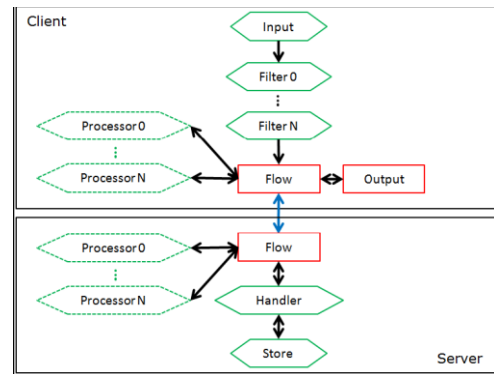 Client
Input
Filter 0
Filter N
Processor 0
Processor N
Flow
Output
Processor 0
Flow
Processor N
Handler
Store
Server